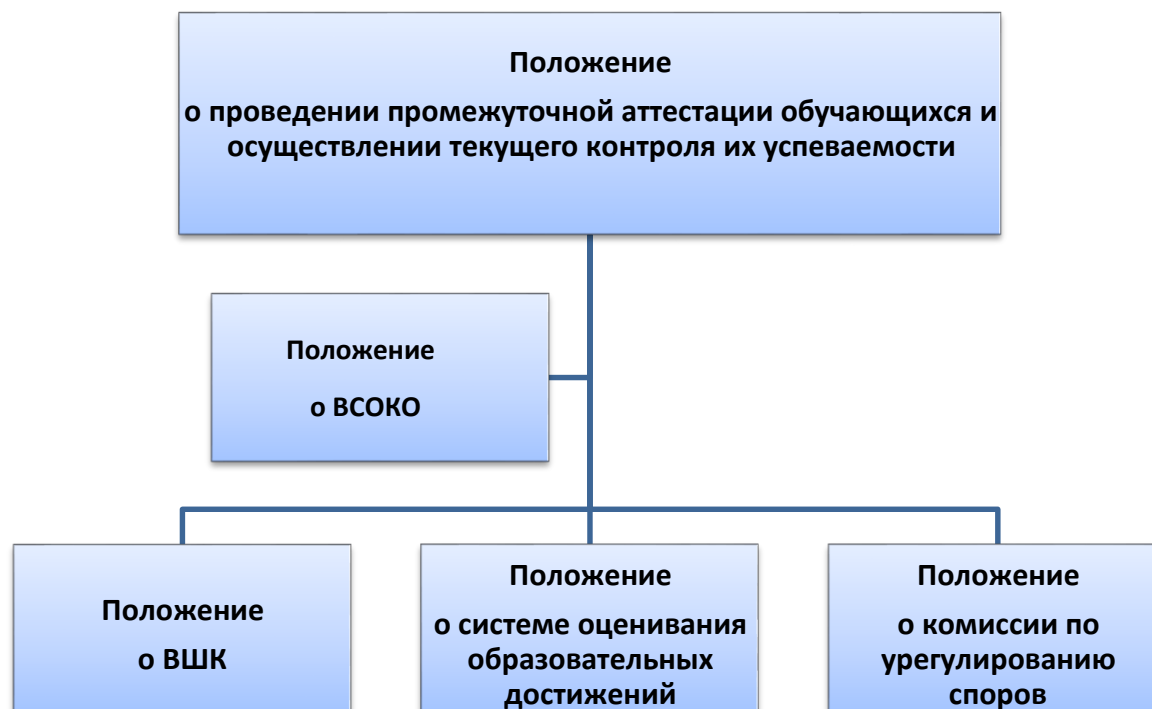 Положение
о проведении промежуточной аттестации обучающихся и
осуществлении текущего контроля их успеваемости
Положение
о ВСОКО
Положение
о ВШК
Положение
о системе оценивания
образовательных
достижений
Положение
о комиссии по
урегулированию
споров